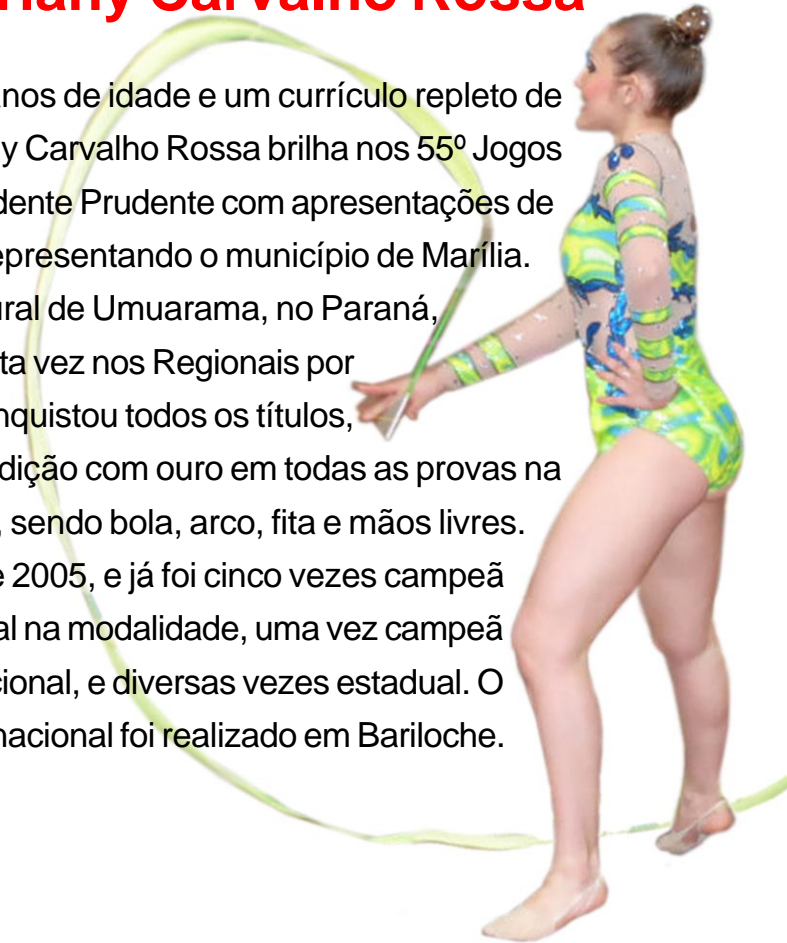 Carvalho Rossa
anos de idade e um currículo repleto de
y Carvalho Rossa brilha nos 55º Jogos
dente Prudente com apresentações de
epresentando o município de Marília.
ural de Umuarama, no Paraná,
ta vez nos Regionais por
nquistou todos os títulos,
dição com ouro em todas as provas na
, sendo bola, arco, fita e mãos livres.
e 2005, e já foi cinco vezes campeã
al na modalidade, uma vez campeã
cional, e diversas vezes estadual. O
nacional foi realizado em Bariloche.